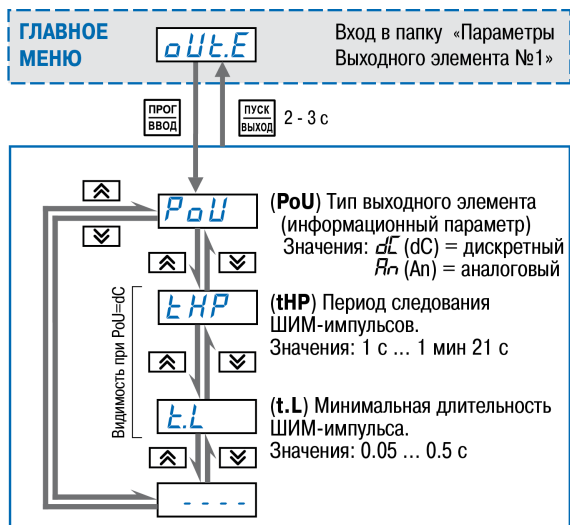 ГЛАВНОЕ
МЕНЮ
oUt.E
Вход в папку «Параметры
Выходного элемента №1»
ПРОГ
ВВОД
ПУСК
ВЫХОД
2 - 3 с
PoU
(PoU) Тип выходного элемента
(информационный параметр)
Значения: dC (dC) = дискретный
An (An) = аналоговый
Видимость при PoU=dC
tHP
(tHP) Период следования
ШИМ-импульсов.
Значения: 1 с ... 1 мин 21 с
t.L
(t.L) Минимальная длительность
ШИМ-импульса.
Значения: 0.05 ... 0.5 с
- - - -